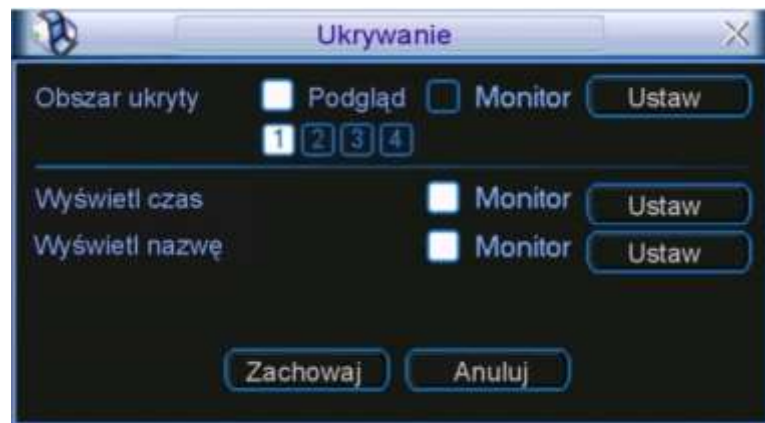 Ukrywanie
Obszar ukryty Podgląd Monitor Ustaw
1 2 3 4
Wyświetl czas Monitor Ustaw
Wyświetl nazwę Monitor Ustaw
Zachowaj Anuluj